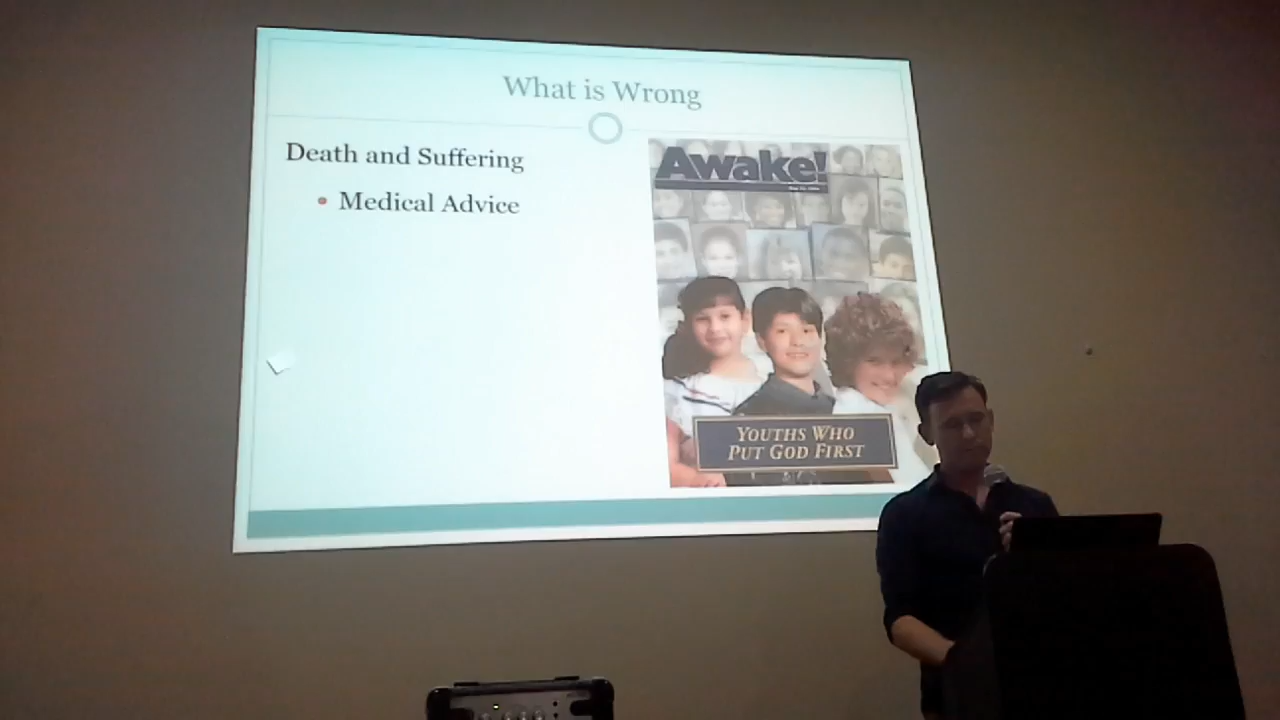 What is Wrong
Death and Suffering
• Medical Advice
Awake!
YOUTHS WHO
PUT GOD FIRST